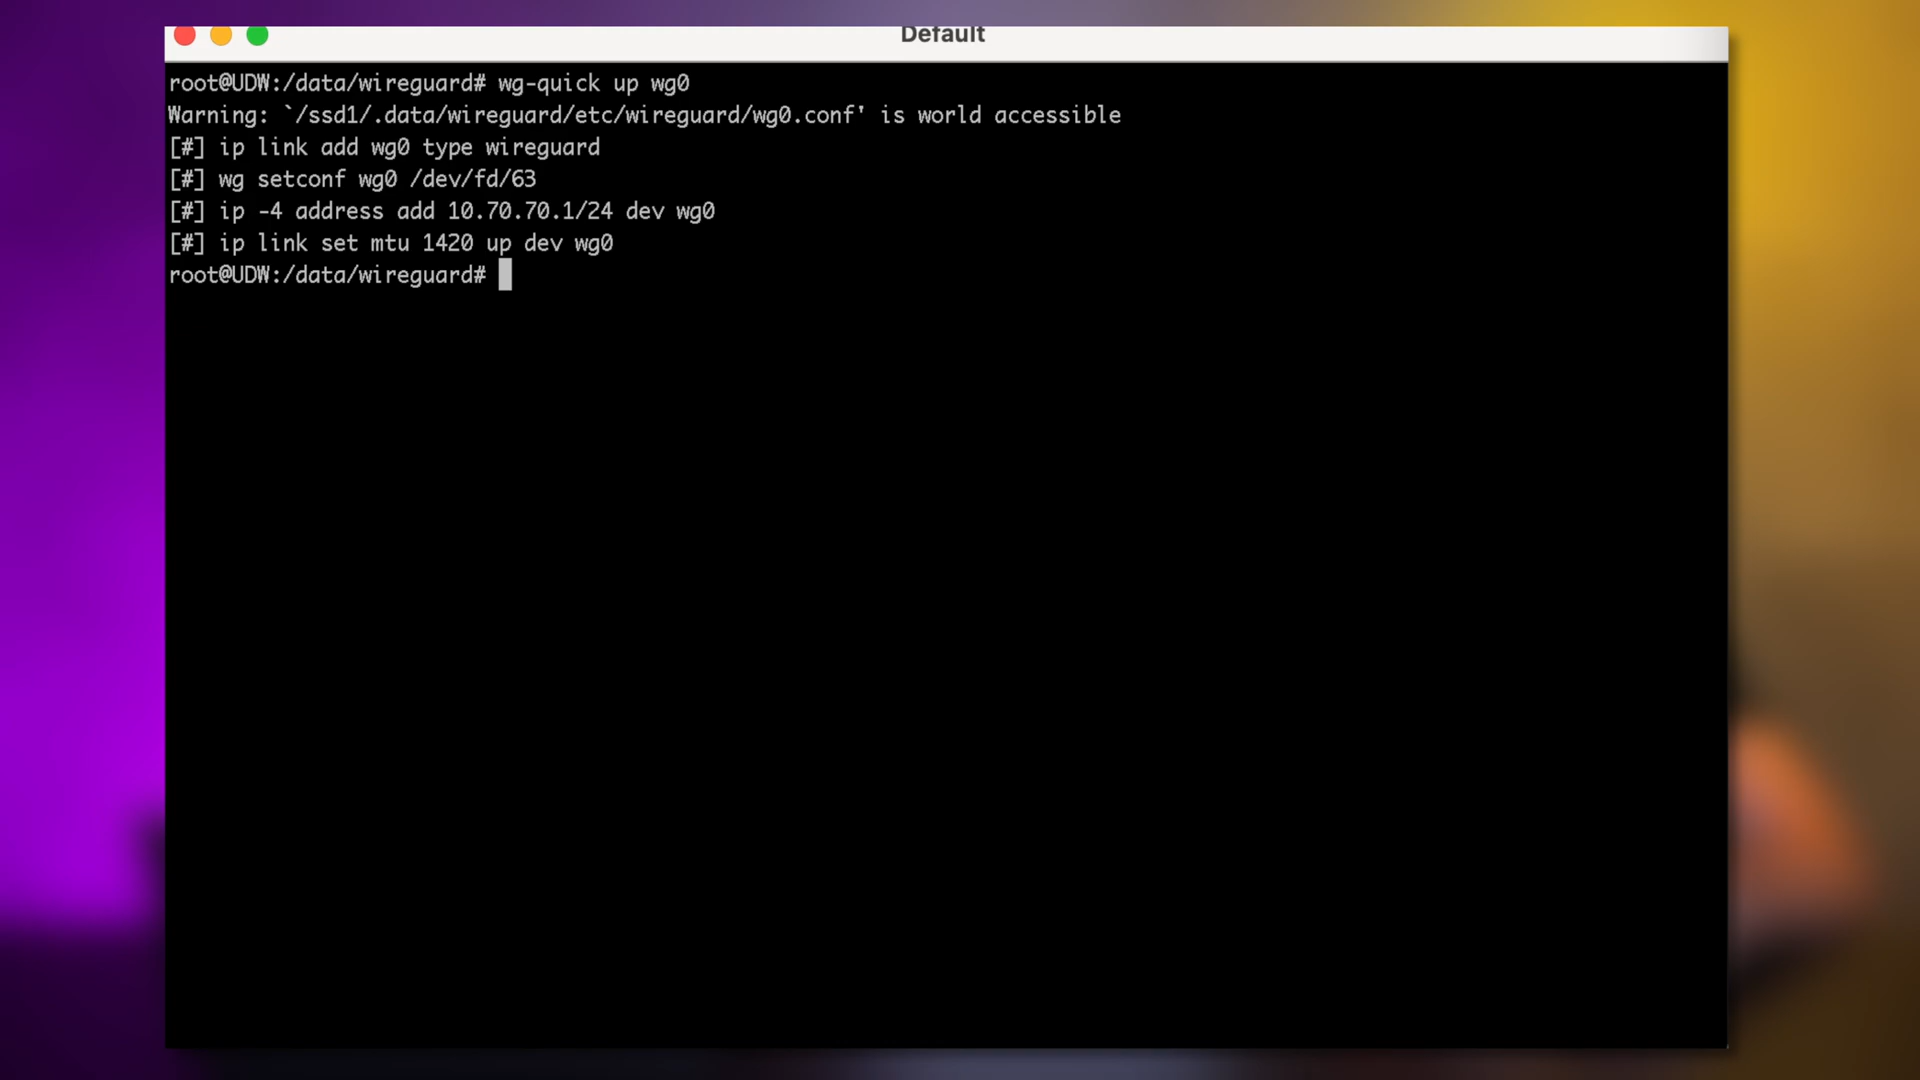 Default
root@UDW:/data/wireguard# wg-quick up wg0
Warning: `/ssd1/.data/wireguard/etc/wireguard/wg0.conf' is world accessible
[#] ip link add wg0 type wireguard
[#] wg setconf wg0 /dev/fd/63
[#] ip -4 address add 10.70.70.1/24 dev wg0
[#] ip link set mtu 1420 up dev wg0
root@UDW:/data/wireguard#